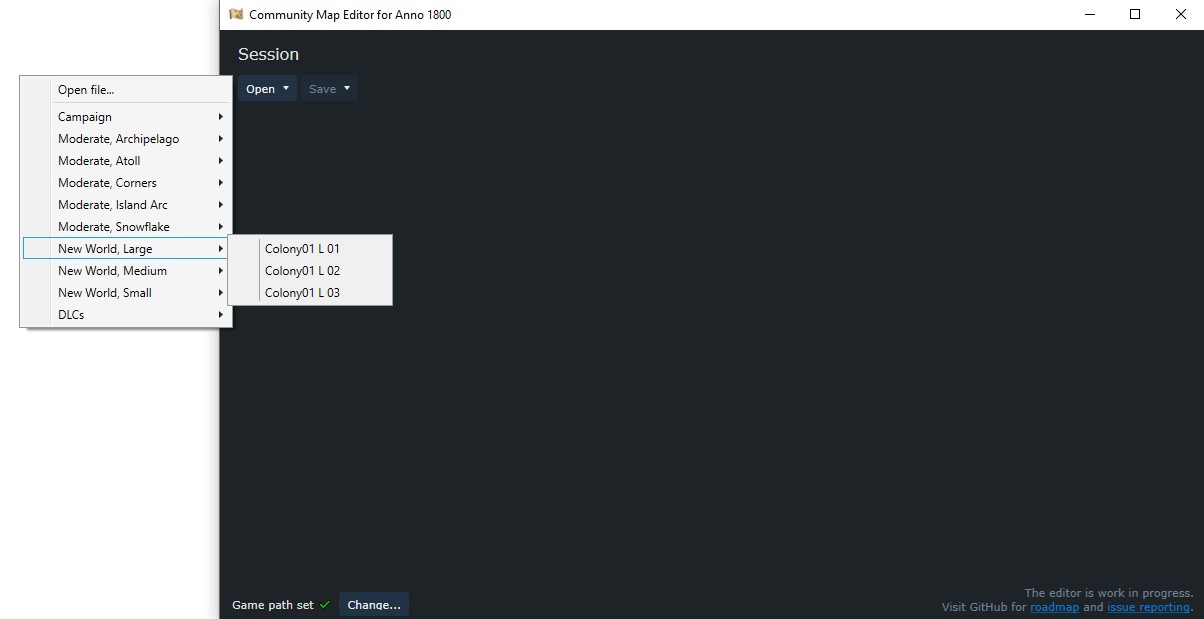 Community Map Editor for Anno 1800
Session
Open Save
Open file...
Campaign
Moderate, Archipelago
Moderate, Atoll
Moderate, Corners
Moderate, Island Arc
Moderate, Snowflake
New World, Large
New World, Medium
New World, Small
DLCs
Colony01 L 01
Colony01 L 02
Colony01 L 03
Game path set Change...
The editor is work in progress.
Visit GitHub for roadmap and issue reporting.